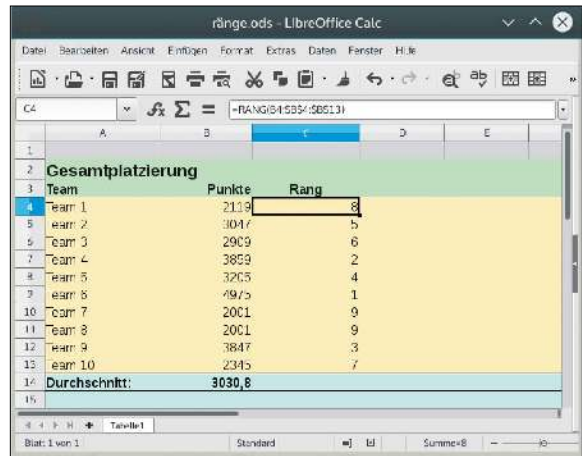 ränge.ods - LibreOffice Calc
Datei Bearbeiten Ansicht Einfügen Format Extras Daten Fenster Hilfe
C4 =RANG(B4;$B$4:$B$13)
A B C D E
1
2 Gesamtplatzierung
3 Team Punkte Rang
4 Team 1 2119 8
5 Team 2 3047 5
6 Team 3 2909 6
7 Team 4 3859 2
8 Team 5 3205 4
9 Team 6 4975 1
10 Team 7 2001 9
11 Team 8 2001 9
12 Team 9 3847 3
13 Team 10 2345 7
14 Durchschnitt: 3030,8
15
Tabelle1
Blatt 1 von 1 Standard Summe=8